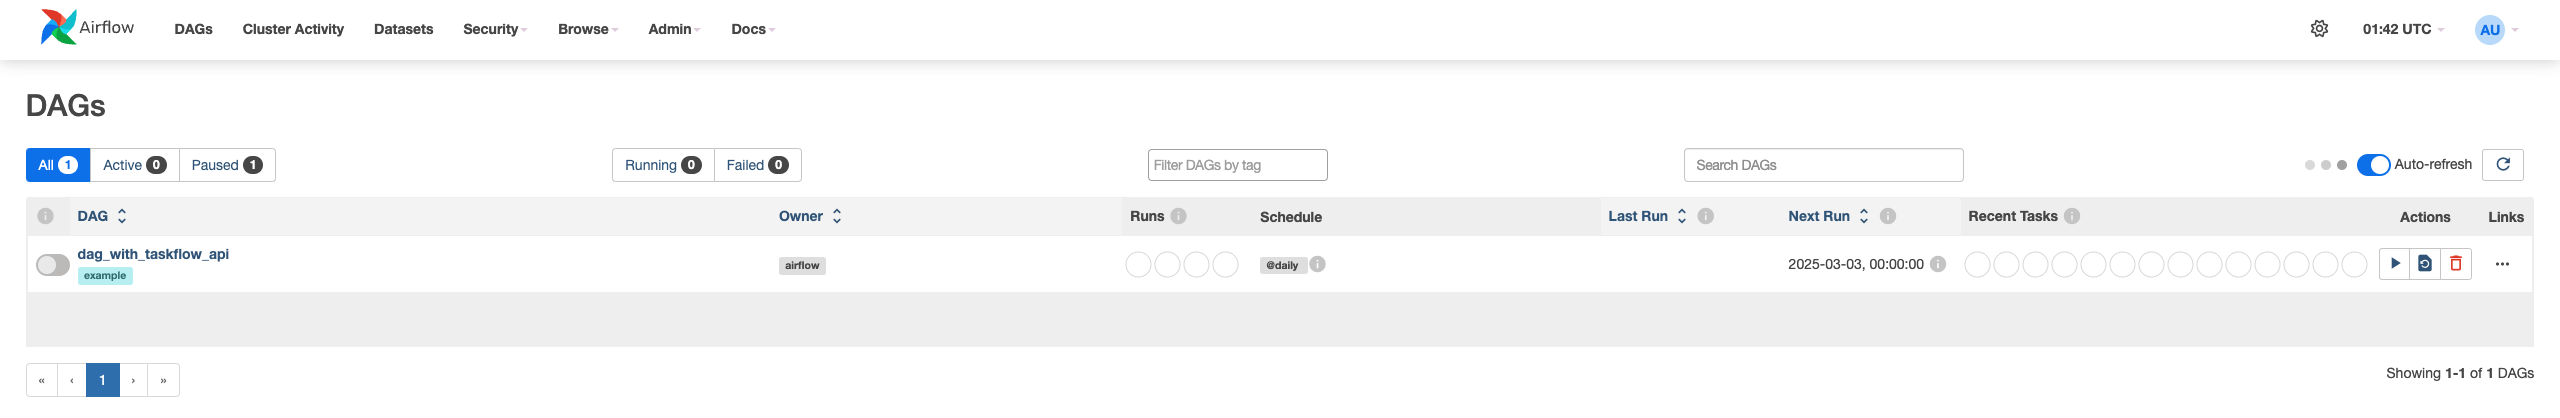 Airflow DAGs Cluster Activity Datasets Security Browse Admin Docs 01:42 UTC AU
DAGs
All 1 Active 0 Paused 1 Running 0 Failed 0 Filter DAGs by tag Search DAGs Auto-refresh
DAG Owner Runs Schedule Last Run Next Run Recent Tasks Actions Links
dag_with_taskflow_api airflow @daily 2025-03-03, 00:00:00
example
« ‹ 1 › » Showing 1-1 of 1 DAGs